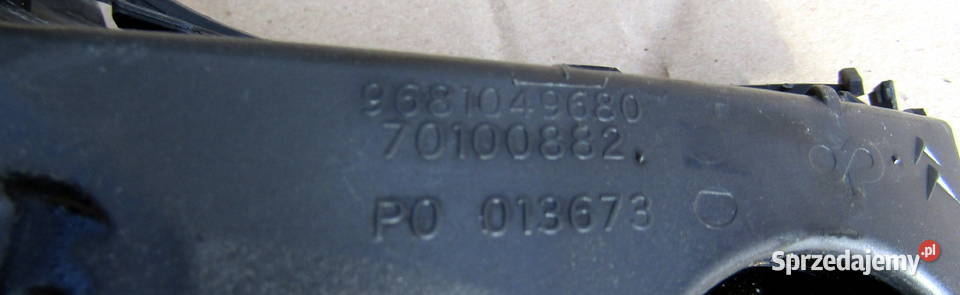 9681049680
70100882.
PO 013673
Sprzedajemy.pl